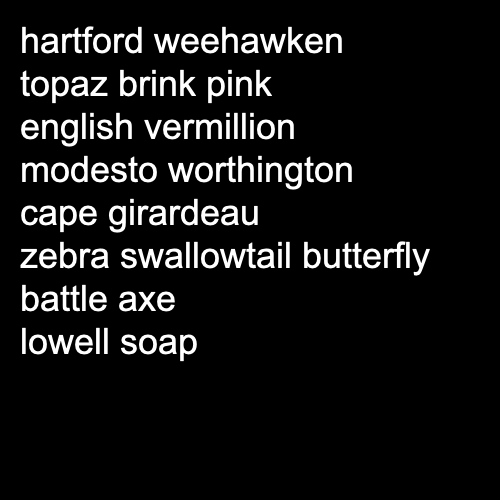 hartford weehawken
topaz brink pink
english vermillion
modesto worthington
cape girardeau
zebra swallowtail butterfly
battle axe
lowell soap